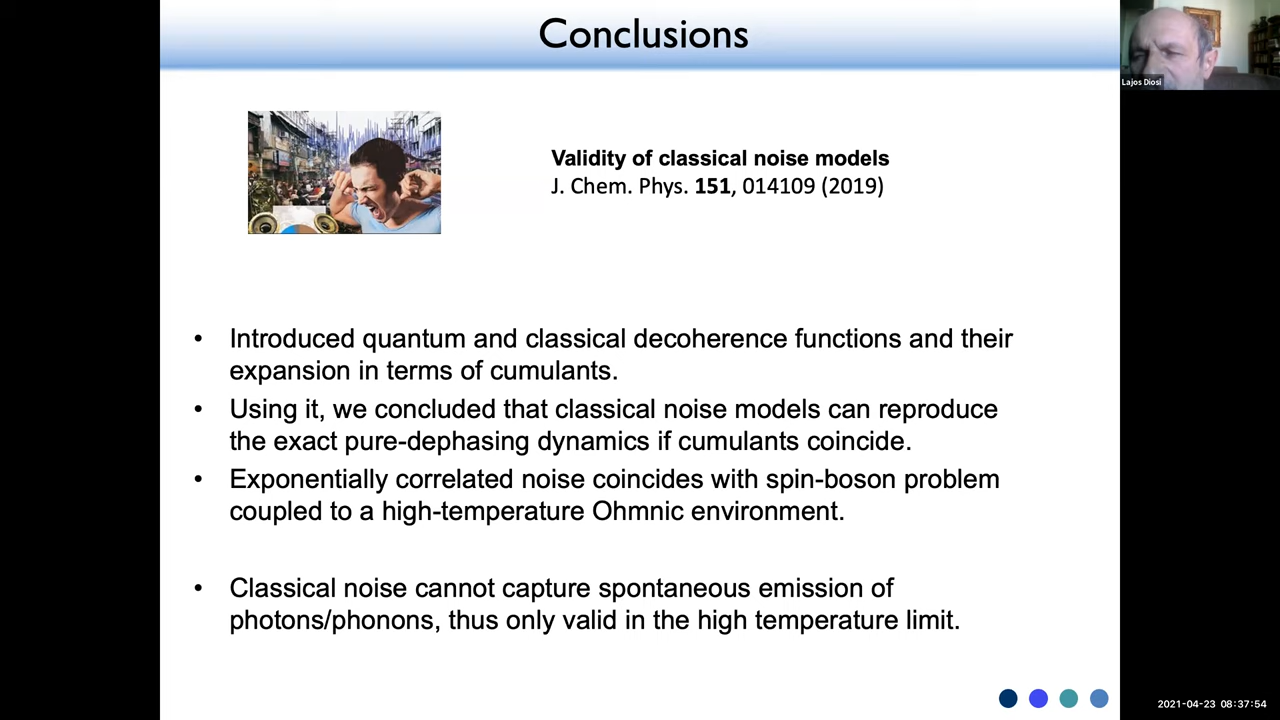 Conclusions
Lajos Diosi
Validity of classical noise models
J. Chem. Phys. 151, 014109 (2019)
• Introduced quantum and classical decoherence functions and their
expansion in terms of cumulants.
• Using it, we concluded that classical noise models can reproduce
the exact pure-dephasing dynamics if cumulants coincide.
• Exponentially correlated noise coincides with spin-boson problem
coupled to a high-temperature Ohmnic environment.
• Classical noise cannot capture spontaneous emission of
photons/phonons, thus only valid in the high temperature limit.
2021-04-23 08:37:54